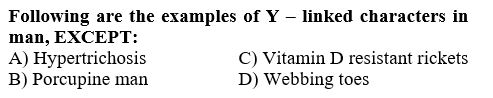 Following are the examples of Y – linked characters in
man, EXCEPT:
A) Hypertrichosis C) Vitamin D resistant rickets
B) Porcupine man D) Webbing toes